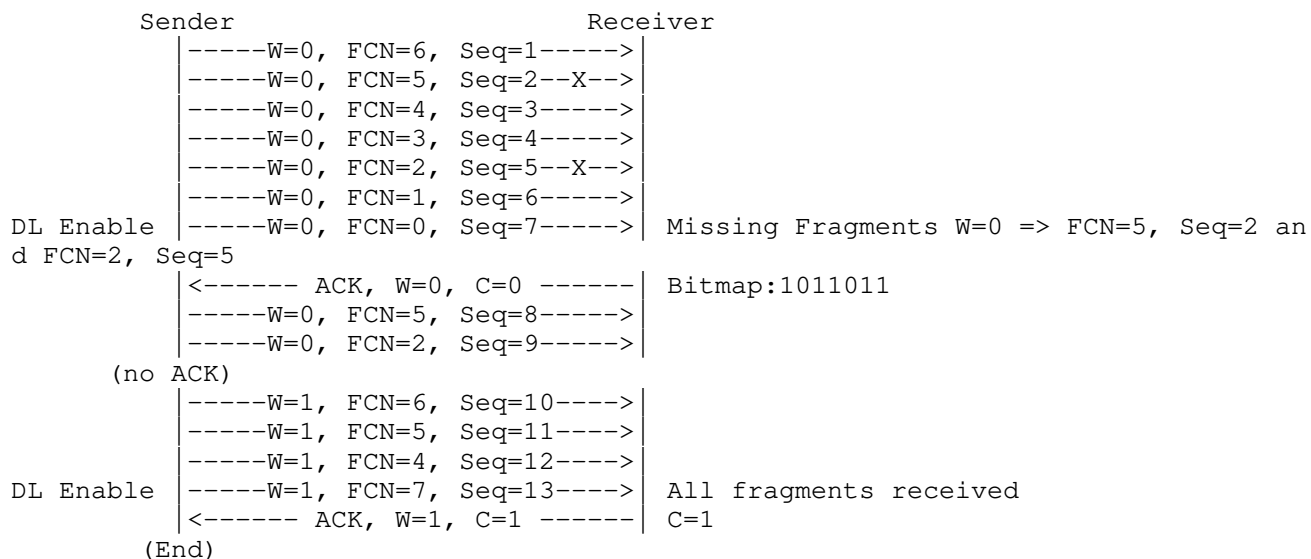 Sender                        Receiver
|-----W=0, FCN=6, Seq=1----->|
|-----W=0, FCN=5, Seq=2--X-->|
|-----W=0, FCN=4, Seq=3----->|
|-----W=0, FCN=3, Seq=4----->|
|-----W=0, FCN=2, Seq=5--X-->|
|-----W=0, FCN=1, Seq=6----->|
DL Enable |-----W=0, FCN=0, Seq=7----->| Missing Fragments W=0 => FCN=5, Seq=2 an
d FCN=2, Seq=5
|<------ ACK, W=0, C=0 ------| Bitmap:1011011
|-----W=0, FCN=5, Seq=8----->|
|-----W=0, FCN=2, Seq=9----->|
(no ACK)
|-----W=1, FCN=6, Seq=10---->|
|-----W=1, FCN=5, Seq=11---->|
|-----W=1, FCN=4, Seq=12---->|
DL Enable |-----W=1, FCN=7, Seq=13---->| All fragments received
|<------ ACK, W=1, C=1 ------| C=1
(End)